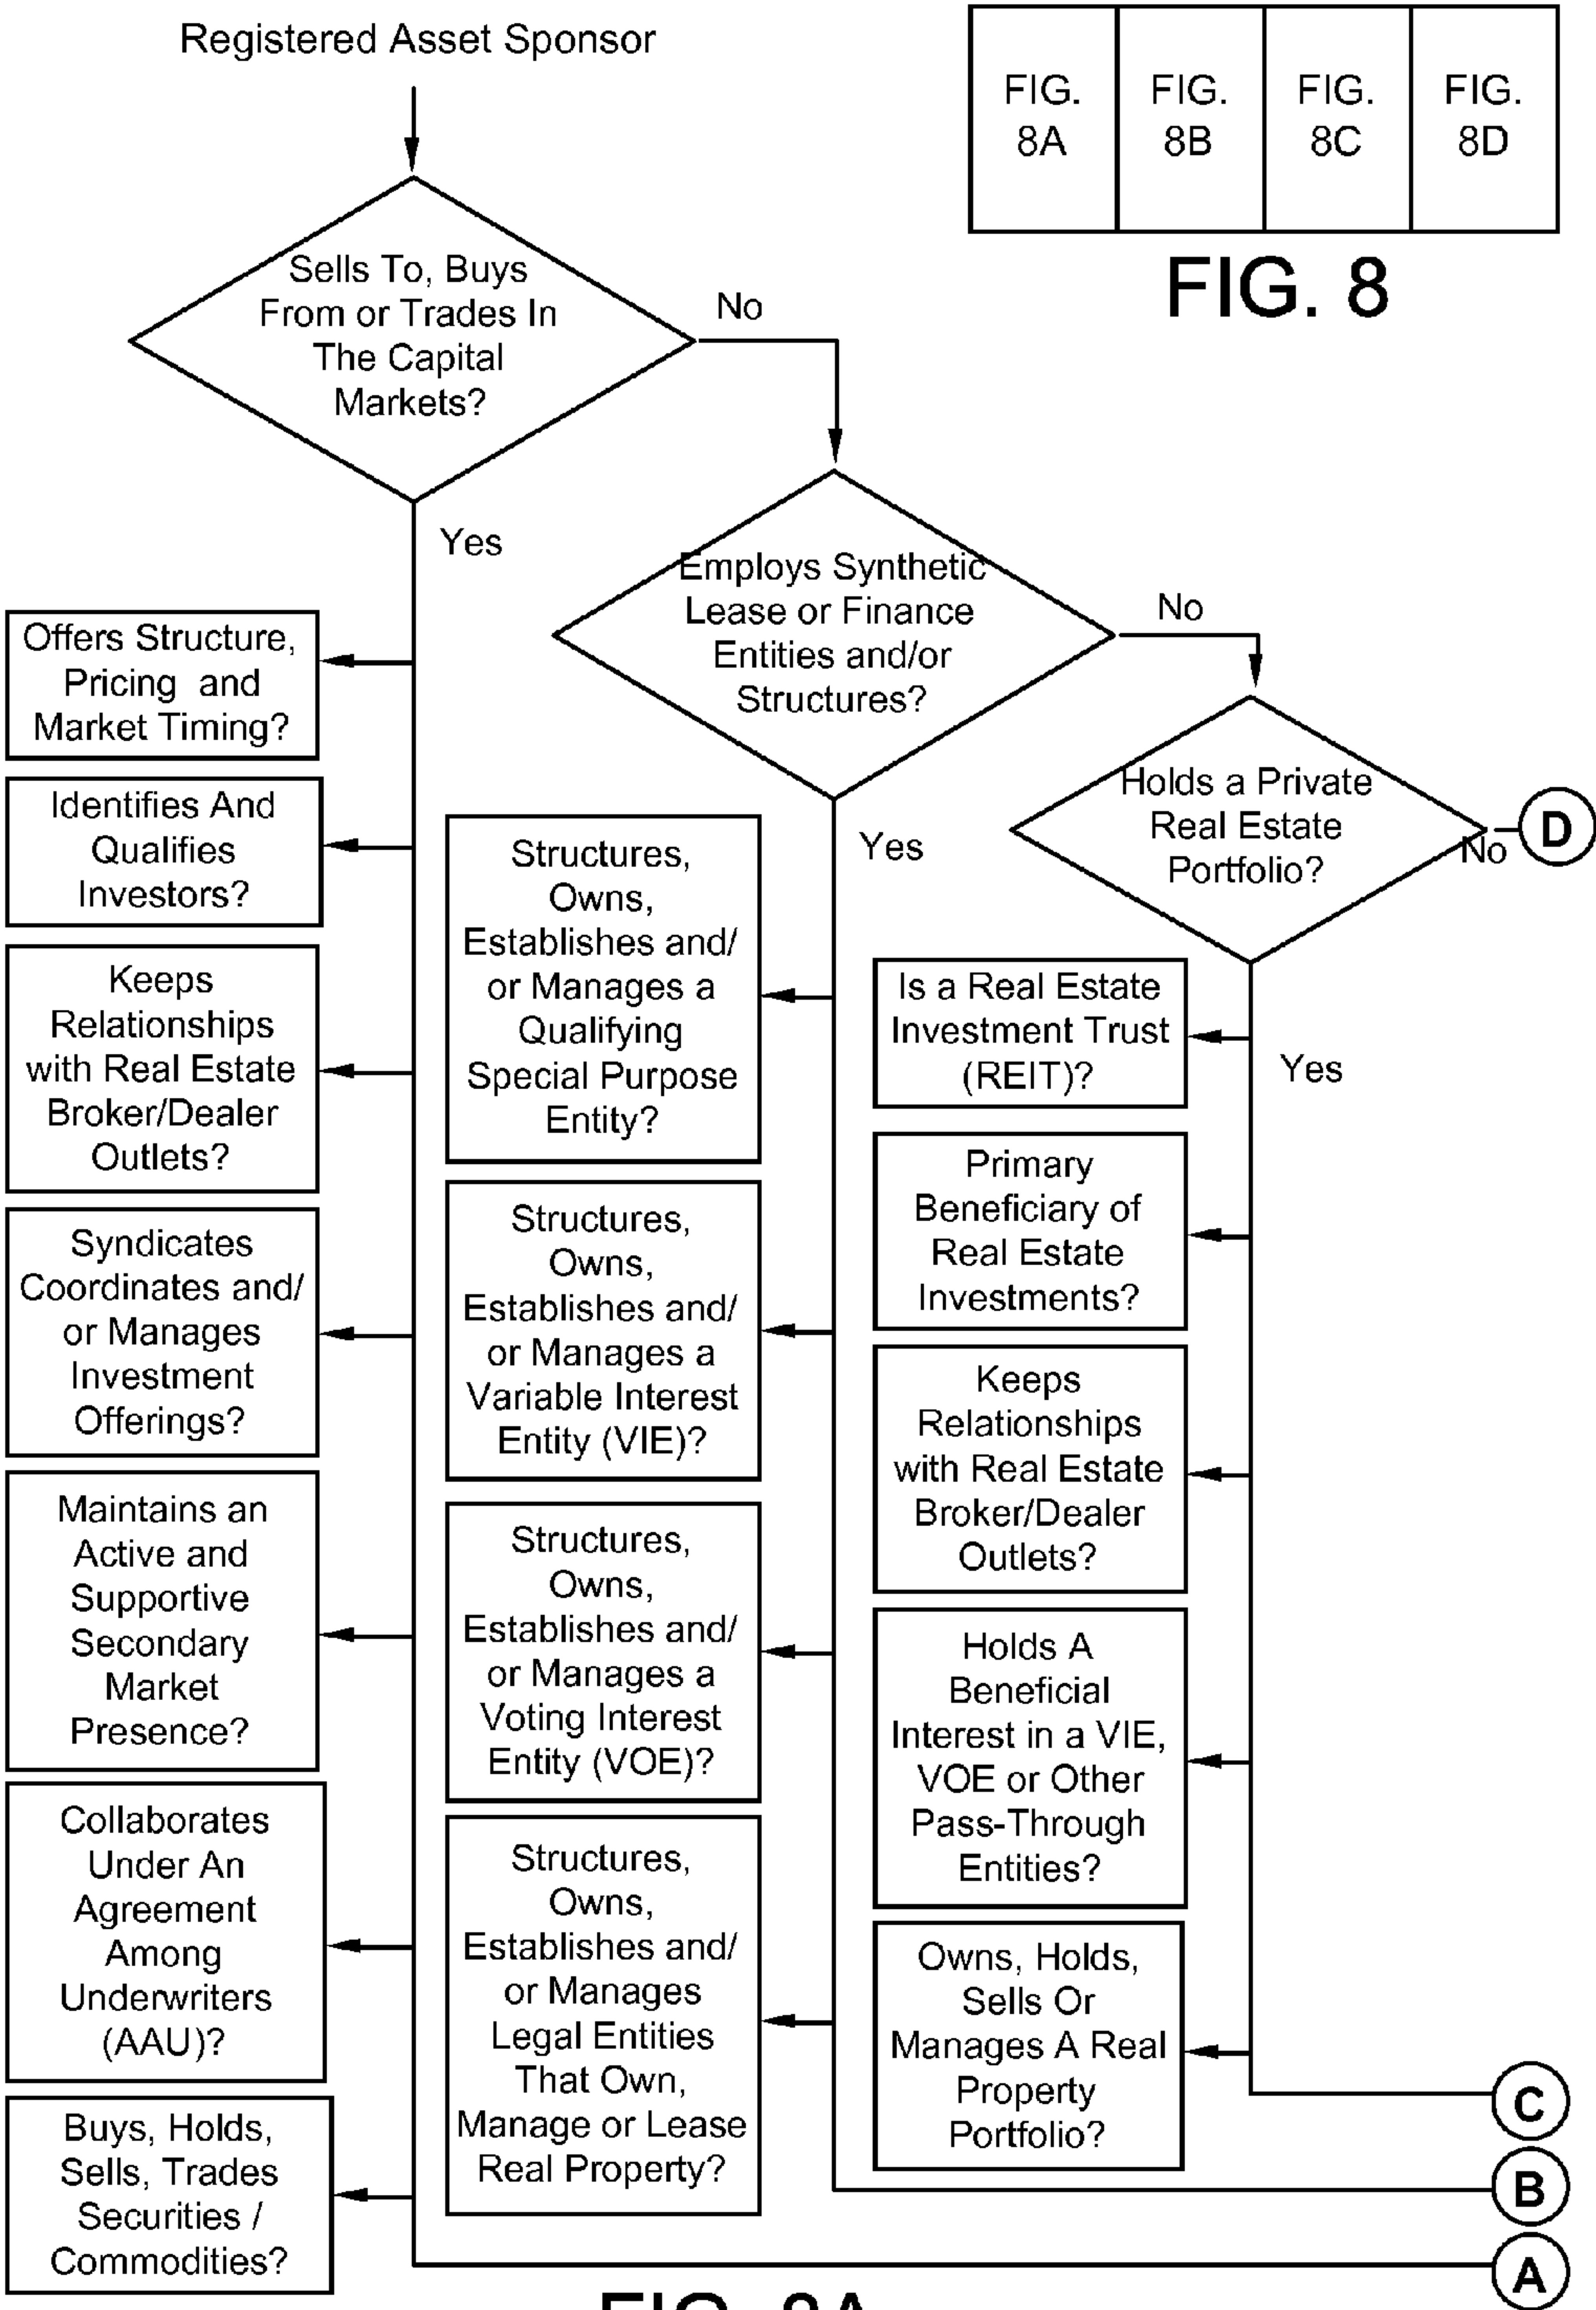 Registered Asset Sponsor
FIG.
8A
FIG.
8B
FIG.
8C
FIG.
8D
FIG. 8
Sells To, Buys
From or Trades In
The Capital
Markets?
No
Yes
Employs Synthetic
Lease or Finance
Entities and/or
Structures?
No
Yes
Holds a Private
Real Estate
Portfolio?
No
D
Yes
Offers Structure,
Pricing and
Market Timing?
Identifies And
Qualifies
Investors?
Keeps
Relationships
with Real Estate
Broker/Dealer
Outlets?
Syndicates
Coordinates and/
or Manages
Investment
Offerings?
Maintains an
Active and
Supportive
Secondary
Market
Presence?
Collaborates
Under An
Agreement
Among
Underwriters
(AAU)?
Buys, Holds,
Sells, Trades
Securities /
Commodities?
Structures,
Owns,
Establishes and/
or Manages a
Qualifying
Special Purpose
Entity?
Structures,
Owns,
Establishes and/
or Manages a
Variable Interest
Entity (VIE)?
Structures,
Owns,
Establishes and/
or Manages a
Voting Interest
Entity (VOE)?
Structures,
Owns,
Establishes and/
or Manages
Legal Entities
That Own,
Manage or Lease
Real Property?
Is a Real Estate
Investment Trust
(REIT)?
Primary
Beneficiary of
Real Estate
Investments?
Keeps
Relationships
with Real Estate
Broker/Dealer
Outlets?
Holds A
Beneficial
Interest in a VIE,
VOE or Other
Pass-Through
Entities?
Owns, Holds,
Sells Or
Manages A Real
Property
Portfolio?
C
B
A
FIG. 8A